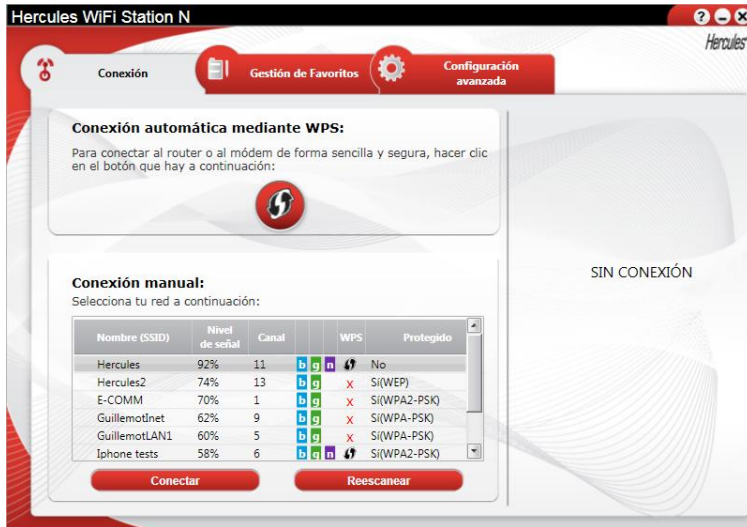 Hercules WiFi Station N
? - x
Hercules
Conexión
Gestión de Favoritos
Configuración
avanzada
Conexión automática mediante WPS:
Para conectar al router o al módem de forma sencilla y segura, hacer clic
en el botón que hay a continuación:
SIN CONEXIÓN
Conexión manual:
Selecciona tu red a continuación:
Nombre (SSID) Nivel de señal Canal WPS Protegido
Hercules 92% 11 b g n No
Hercules2 74% 13 b g x Sí(WEP)
E-COMM 70% 1 b g x Sí(WPA2-PSK)
GuillemotInet 62% 9 b g x Sí(WPA-PSK)
GuillemotLAN1 60% 5 b g x Sí(WPA-PSK)
Iphone tests 58% 6 b g n Sí(WPA2-PSK)
Conectar Reescanear